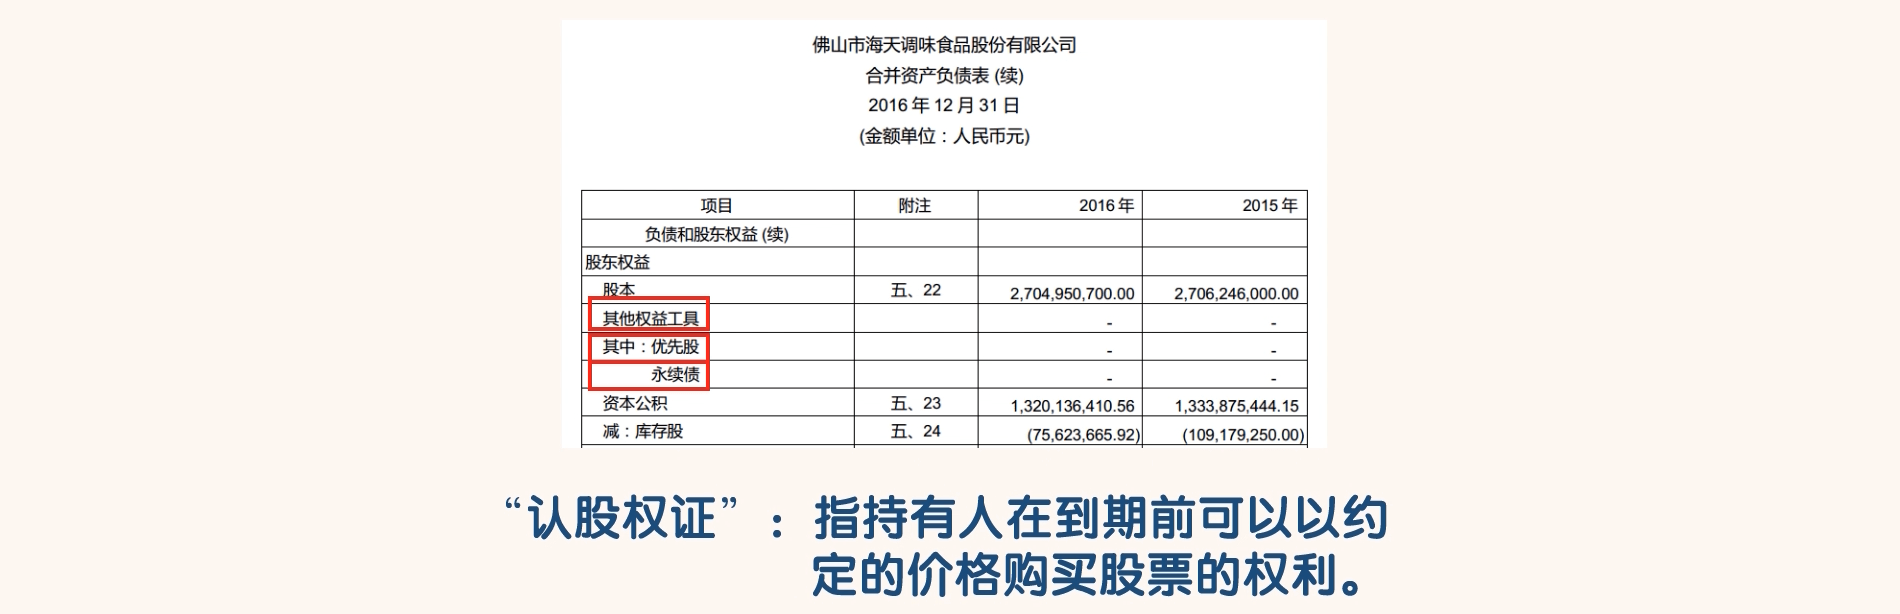 佛山市海天调味食品股份有限公司
合并资产负债表 (续)
2016 年 12 月 31 日
(金额单位：人民币元)
项目 附注 2016 年 2015 年
负债和股东权益 (续)
股东权益
股本 五、22 2,704,950,700.00 2,706,246,000.00
其他权益工具 - -
其中：优先股 - -
永续债 - -
资本公积 五、23 1,320,136,410.56 1,333,875,444.15
减：库存股 五、24 (75,623,665.92) (109,179,250.00)
“认股权证”：指持有人在到期前可以以约
定的价格购买股票的权利。